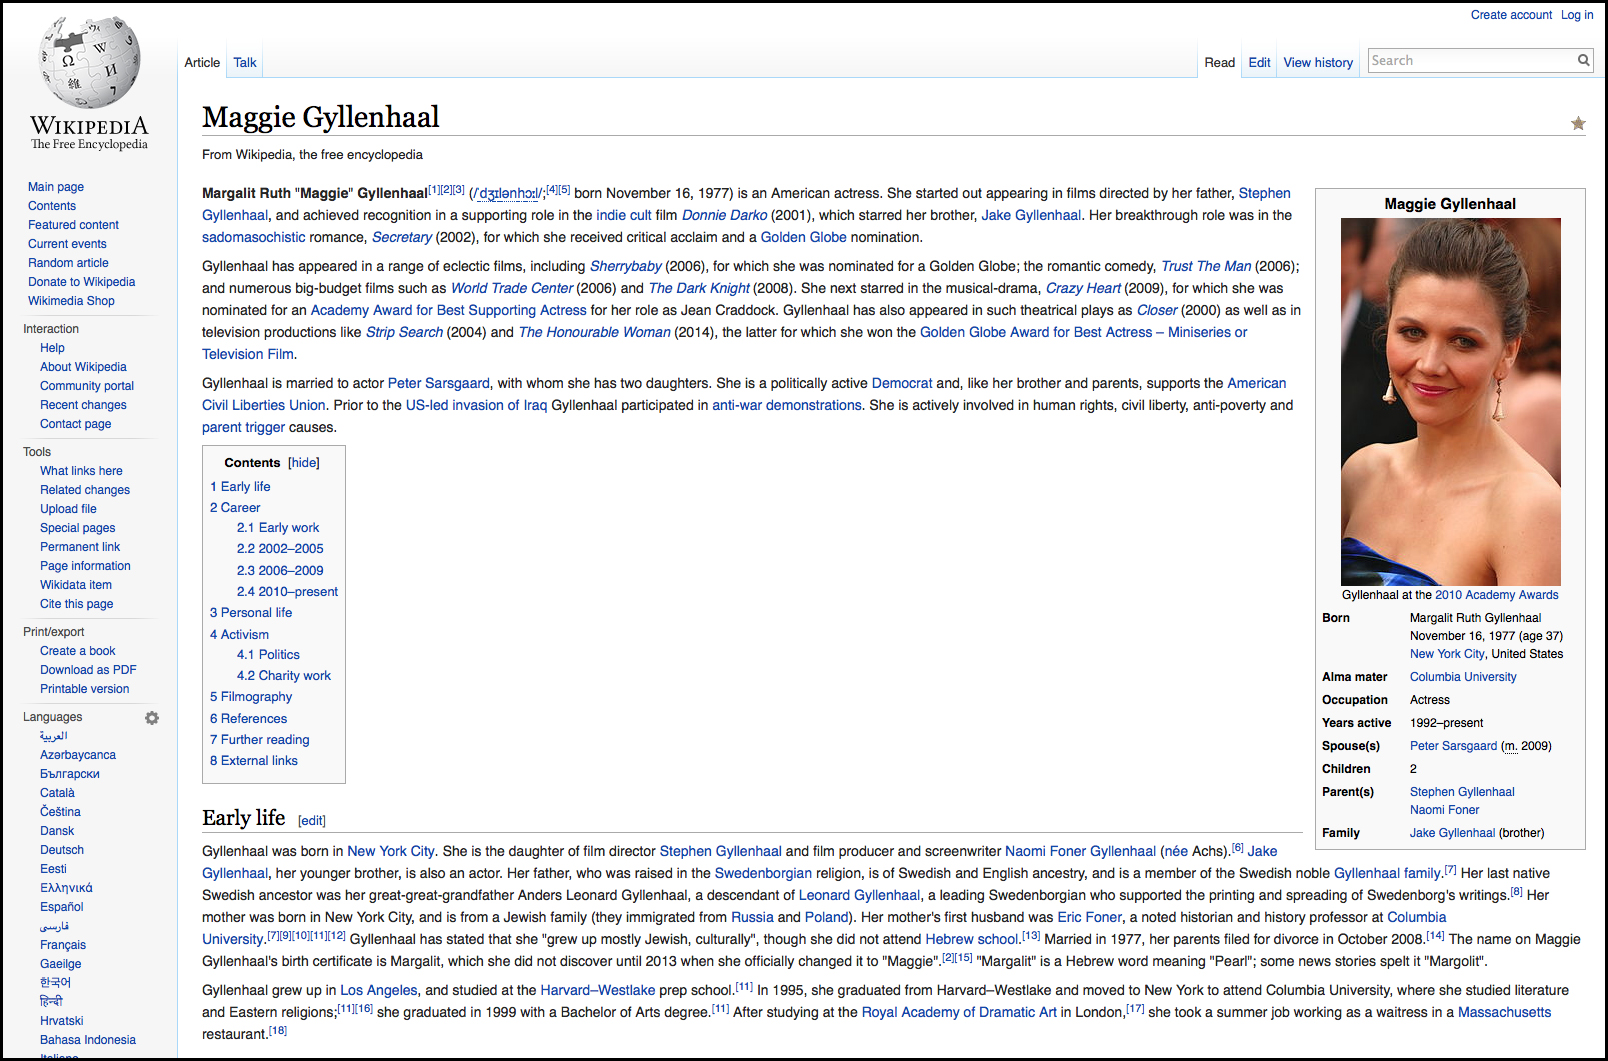 Create account Log in
WIKIPEDIA
The Free Encyclopedia
Article Talk
Read Edit View history Search
Main page
Contents
Featured content
Current events
Random article
Donate to Wikipedia
Wikimedia Shop
Interaction
Help
About Wikipedia
Community portal
Recent changes
Contact page
Tools
What links here
Related changes
Upload file
Special pages
Permanent link
Page information
Wikidata item
Cite this page
Print/export
Create a book
Download as PDF
Printable version
Languages
العربية
Azərbaycanca
Български
Català
Čeština
Dansk
Deutsch
Eesti
Ελληνικά
Español
فارسی
Français
Gaeilge
한국어
हिन्दी
Hrvatski
Bahasa Indonesia
Italiano
Maggie Gyllenhaal
From Wikipedia, the free encyclopedia
Margalit Ruth "Maggie" Gyllenhaal[1][2][3] (/ˈdʒɪlənhɔːl/;[4][5] born November 16, 1977) is an American actress. She started out appearing in films directed by her father, Stephen
Gyllenhaal, and achieved recognition in a supporting role in the indie cult film Donnie Darko (2001), which starred her brother, Jake Gyllenhaal. Her breakthrough role was in the
sadomasochistic romance, Secretary (2002), for which she received critical acclaim and a Golden Globe nomination.
Gyllenhaal has appeared in a range of eclectic films, including Sherrybaby (2006), for which she was nominated for a Golden Globe; the romantic comedy, Trust The Man (2006);
and numerous big-budget films such as World Trade Center (2006) and The Dark Knight (2008). She next starred in the musical-drama, Crazy Heart (2009), for which she was
nominated for an Academy Award for Best Supporting Actress for her role as Jean Craddock. Gyllenhaal has also appeared in such theatrical plays as Closer (2000) as well as in
television productions like Strip Search (2004) and The Honourable Woman (2014), the latter for which she won the Golden Globe Award for Best Actress – Miniseries or
Television Film.
Gyllenhaal is married to actor Peter Sarsgaard, with whom she has two daughters. She is a politically active Democrat and, like her brother and parents, supports the American
Civil Liberties Union. Prior to the US-led invasion of Iraq Gyllenhaal participated in anti-war demonstrations. She is actively involved in human rights, civil liberty, anti-poverty and
parent trigger causes.
Contents [hide]
1 Early life
2 Career
2.1 Early work
2.2 2002–2005
2.3 2006–2009
2.4 2010–present
3 Personal life
4 Activism
4.1 Politics
4.2 Charity work
5 Filmography
6 References
7 Further reading
8 External links
Maggie Gyllenhaal
Gyllenhaal at the 2010 Academy Awards
Born Margalit Ruth Gyllenhaal
November 16, 1977 (age 37)
New York City, United States
Alma mater Columbia University
Occupation Actress
Years active 1992–present
Spouse(s) Peter Sarsgaard (m. 2009)
Children 2
Parent(s) Stephen Gyllenhaal
Naomi Foner
Family Jake Gyllenhaal (brother)
Early life [edit]
Gyllenhaal was born in New York City. She is the daughter of film director Stephen Gyllenhaal and film producer and screenwriter Naomi Foner Gyllenhaal (née Achs).[6] Jake
Gyllenhaal, her younger brother, is also an actor. Her father, who was raised in the Swedenborgian religion, is of Swedish and English ancestry, and is a member of the Swedish noble Gyllenhaal family.[7] Her last native
Swedish ancestor was her great-great-grandfather Anders Leonard Gyllenhaal, a descendant of Leonard Gyllenhaal, a leading Swedenborgian who supported the printing and spreading of Swedenborg's writings.[8] Her
mother was born in New York City, and is from a Jewish family (they immigrated from Russia and Poland). Her mother's first husband was Eric Foner, a noted historian and history professor at Columbia
University.[7][9][10][11][12] Gyllenhaal has stated that she "grew up mostly Jewish, culturally", though she did not attend Hebrew school.[13] Married in 1977, her parents filed for divorce in October 2008.[14] The name on Maggie
Gyllenhaal's birth certificate is Margalit, which she did not discover until 2013 when she officially changed it to "Maggie".[2][15] "Margalit" is a Hebrew word meaning "Pearl"; some news stories spelt it "Margolit".
Gyllenhaal grew up in Los Angeles, and studied at the Harvard–Westlake prep school.[11] In 1995, she graduated from Harvard–Westlake and moved to New York to attend Columbia University, where she studied literature
and Eastern religions;[11][16] she graduated in 1999 with a Bachelor of Arts degree.[11] After studying at the Royal Academy of Dramatic Art in London,[17] she took a summer job working as a waitress in a Massachusetts
restaurant.[18]